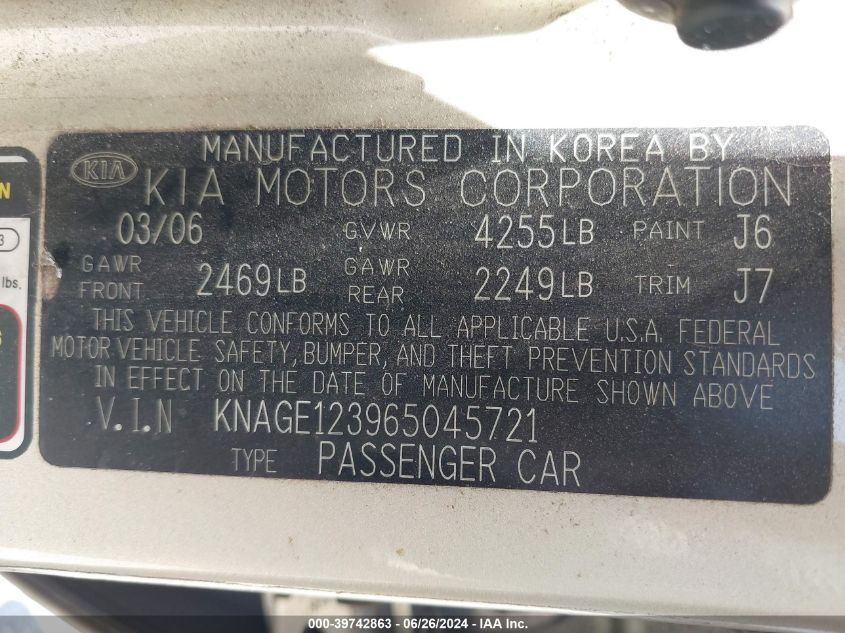 MANUFACTURED IN KOREA BY
KIA KIA MOTORS CORPORATION
03/06 GVWR 4255LB PAINT J6
GAWR FRONT 2469LB GAWR REAR 2249LB TRIM J7
THIS VEHICLE CONFORMS TO ALL APPLICABLE U.S.A. FEDERAL
MOTOR VEHICLE SAFETY, BUMPER, AND THEFT PREVENTION STANDARDS
IN EFFECT ON THE DATE OF MANUFACTURE SHOWN ABOVE
V.I.N KNAGE123965045721
TYPE PASSENGER CAR
N
3
lbs.
S
000-39742863 - 06/26/2024 - IAA Inc.